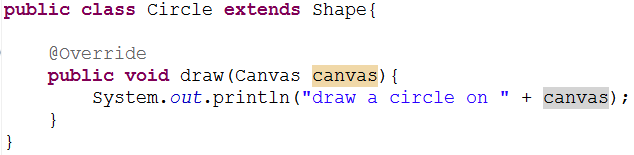 public class Circle extends Shape{
@Override
public void draw(Canvas canvas){
System.out.println("draw a circle on " + canvas);
}
}